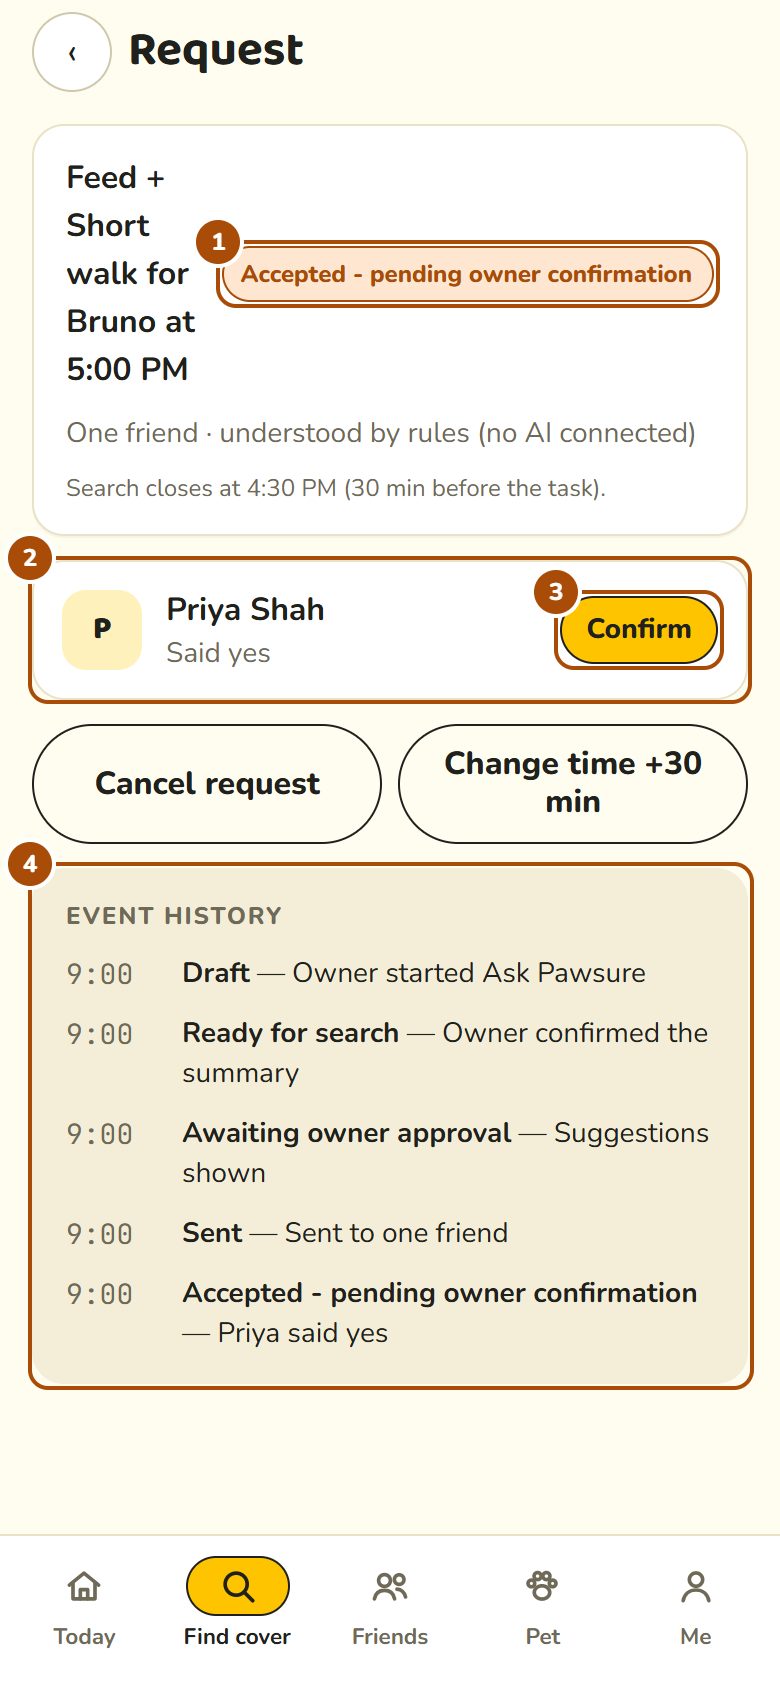 ‹ Request
Feed +
Short
walk for
Bruno at
5:00 PM
1
Accepted - pending owner confirmation
One friend · understood by rules (no AI connected)
Search closes at 4:30 PM (30 min before the task).
2
P
Priya Shah
Said yes
3
Confirm
Cancel request
Change time +30
min
4
EVENT HISTORY
9:00 Draft — Owner started Ask Pawsure
9:00 Ready for search — Owner confirmed the
summary
9:00 Awaiting owner approval — Suggestions
shown
9:00 Sent — Sent to one friend
9:00 Accepted - pending owner confirmation
— Priya said yes
Today Find cover Friends Pet Me